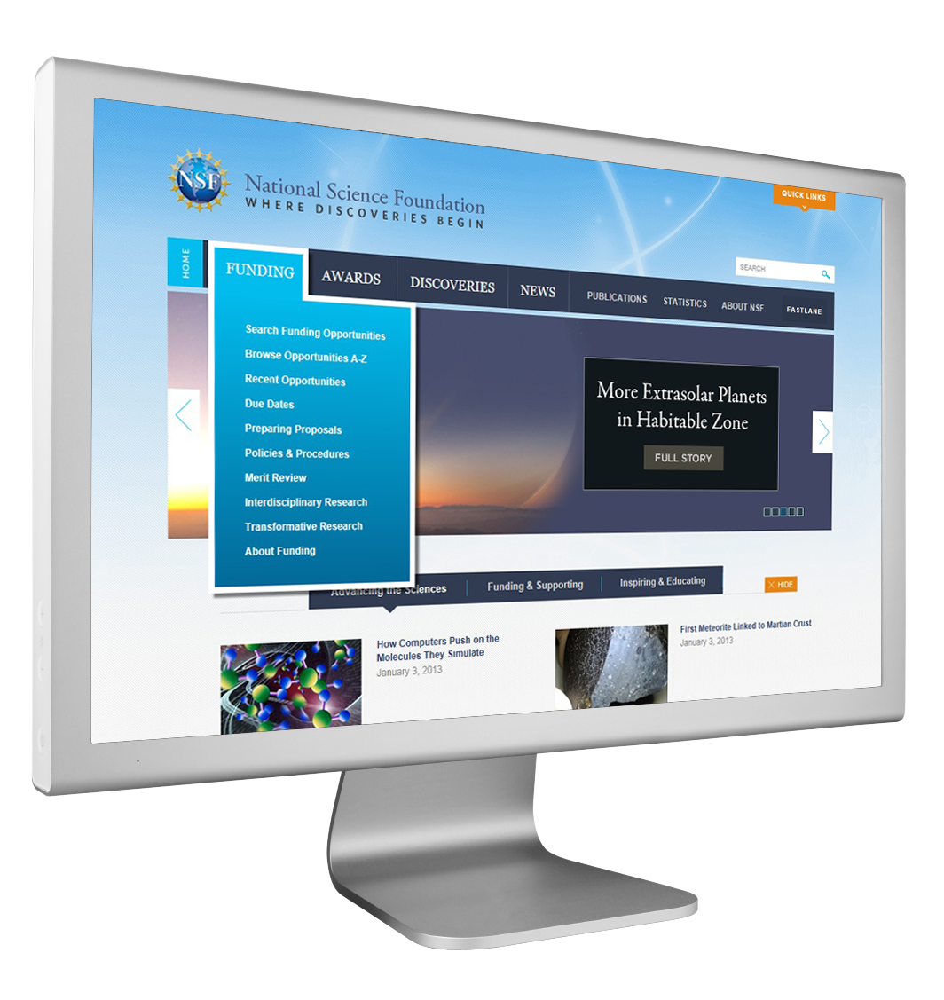 NSF
National Science Foundation
WHERE DISCOVERIES BEGIN
QUICK LINKS
SEARCH
HOME
FUNDING
AWARDS
DISCOVERIES
NEWS
PUBLICATIONS
STATISTICS
ABOUT NSF
FASTLANE
Search Funding Opportunities
Browse Opportunities A-Z
Recent Opportunities
Due Dates
Preparing Proposals
Policies & Procedures
Merit Review
Interdisciplinary Research
Transformative Research
About Funding
More Extrasolar Planets
in Habitable Zone
FULL STORY
Advancing the Sciences
Funding & Supporting
Inspiring & Educating
X HIDE
How Computers Push on the
Molecules They Simulate
January 3, 2013
First Meteorite Linked to Martian Crust
January 3, 2013